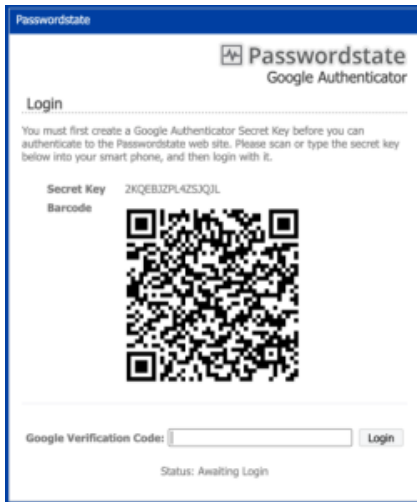 Passwordstate
Passwordstate
Google Authenticator
Login
You must first create a Google Authenticator Secret Key before you can
authenticate to the Passwordstate web site. Please scan or type the secret key
below into your smart phone, and then login with it.
Secret Key 2KQEBJZPL4ZSJQJL
Barcode
Google Verification Code: Login
Status: Awaiting Login